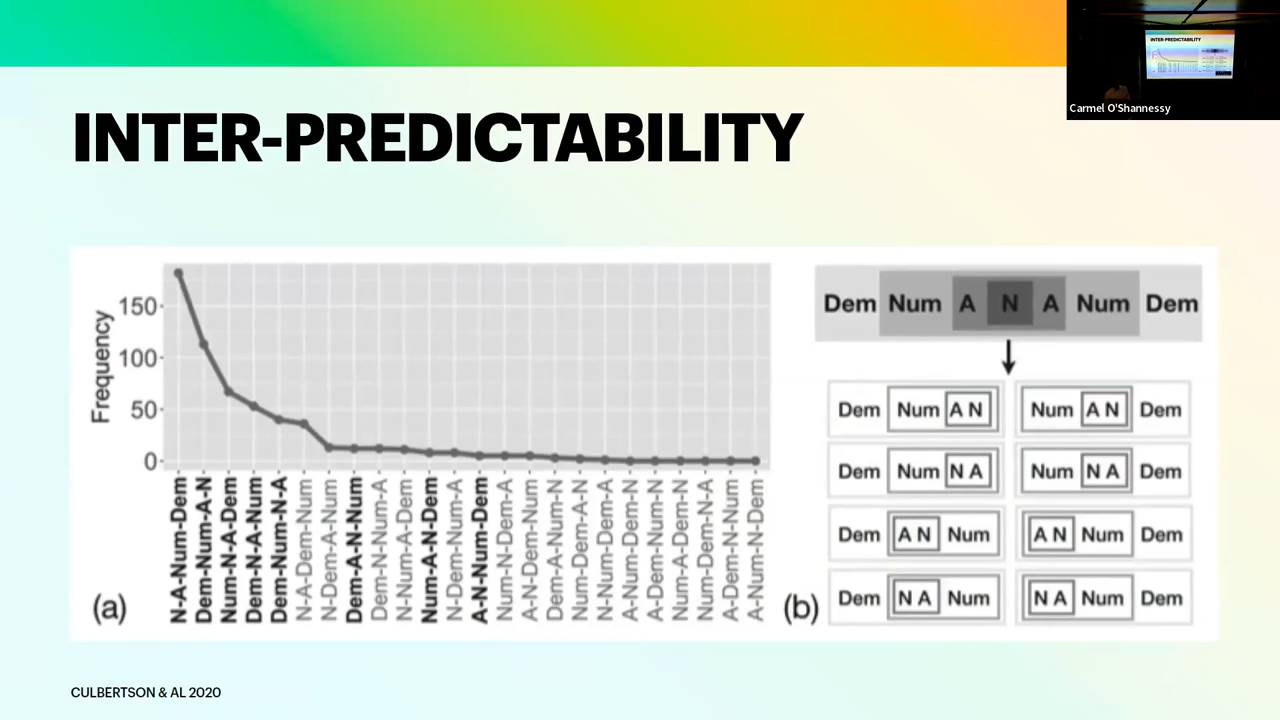 INTER-PREDICTABILITY
Carmel O'Shannessy
INTER-PREDICTABILITY
Frequency
150
100
50
0
N-A-Num-Dem
Dem-Num-A-N
Num-N-A-Dem
Dem-N-A-Num
Dem-Num-N-A
N-A-Dem-Num
N-Dem-A-Num
Dem-A-N-Num
Dem-N-Num-A
N-Num-A-Dem
Num-A-N-Dem
N-Dem-Num-A
A-N-Num-Dem
Num-N-Dem-A
A-N-Dem-Num
Dem-A-Num-N
Num-Dem-A-N
N-Num-Dem-A
A-Num-Dem-N
A-Dem-Num-N
Num-A-Dem-N
Num-Dem-N-A
A-Dem-N-Num
A-Num-N-Dem
(a)
Dem Num A N A Num Dem
Dem Num A N
Num A N Dem
Dem Num N A
Num N A Dem
Dem A N Num
A N Num Dem
Dem N A Num
N A Num Dem
(b)
CULBERTSON & AL 2020